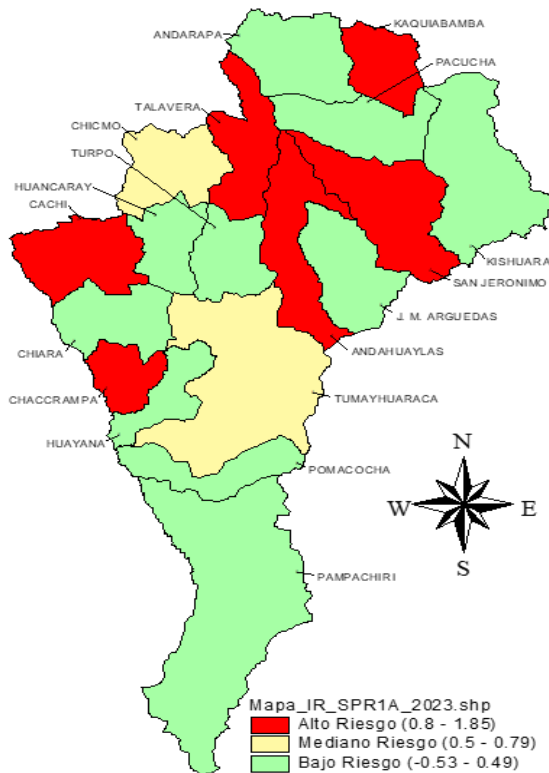 KAQUIABAMBA
ANDARAPA
PACUCHA
TALAVERA
CHICMO
TURPO
HUANCARAY
CACHI
KISHUARA
SAN JERONIMO
J. M. ARGUEDAS
ANDAHUAYLAS
CHIARA
CHACCRAMPA
TUMAYHUARACA
HUAYANA
POMACOCHA
N
W
E
S
PAMPACHIRI
Mapa_IR_SPR1A_2023.shp
Alto Riesgo (0.8 - 1.85)
Mediano Riesgo (0.5 - 0.79)
Bajo Riesgo (-0.53 - 0.49)